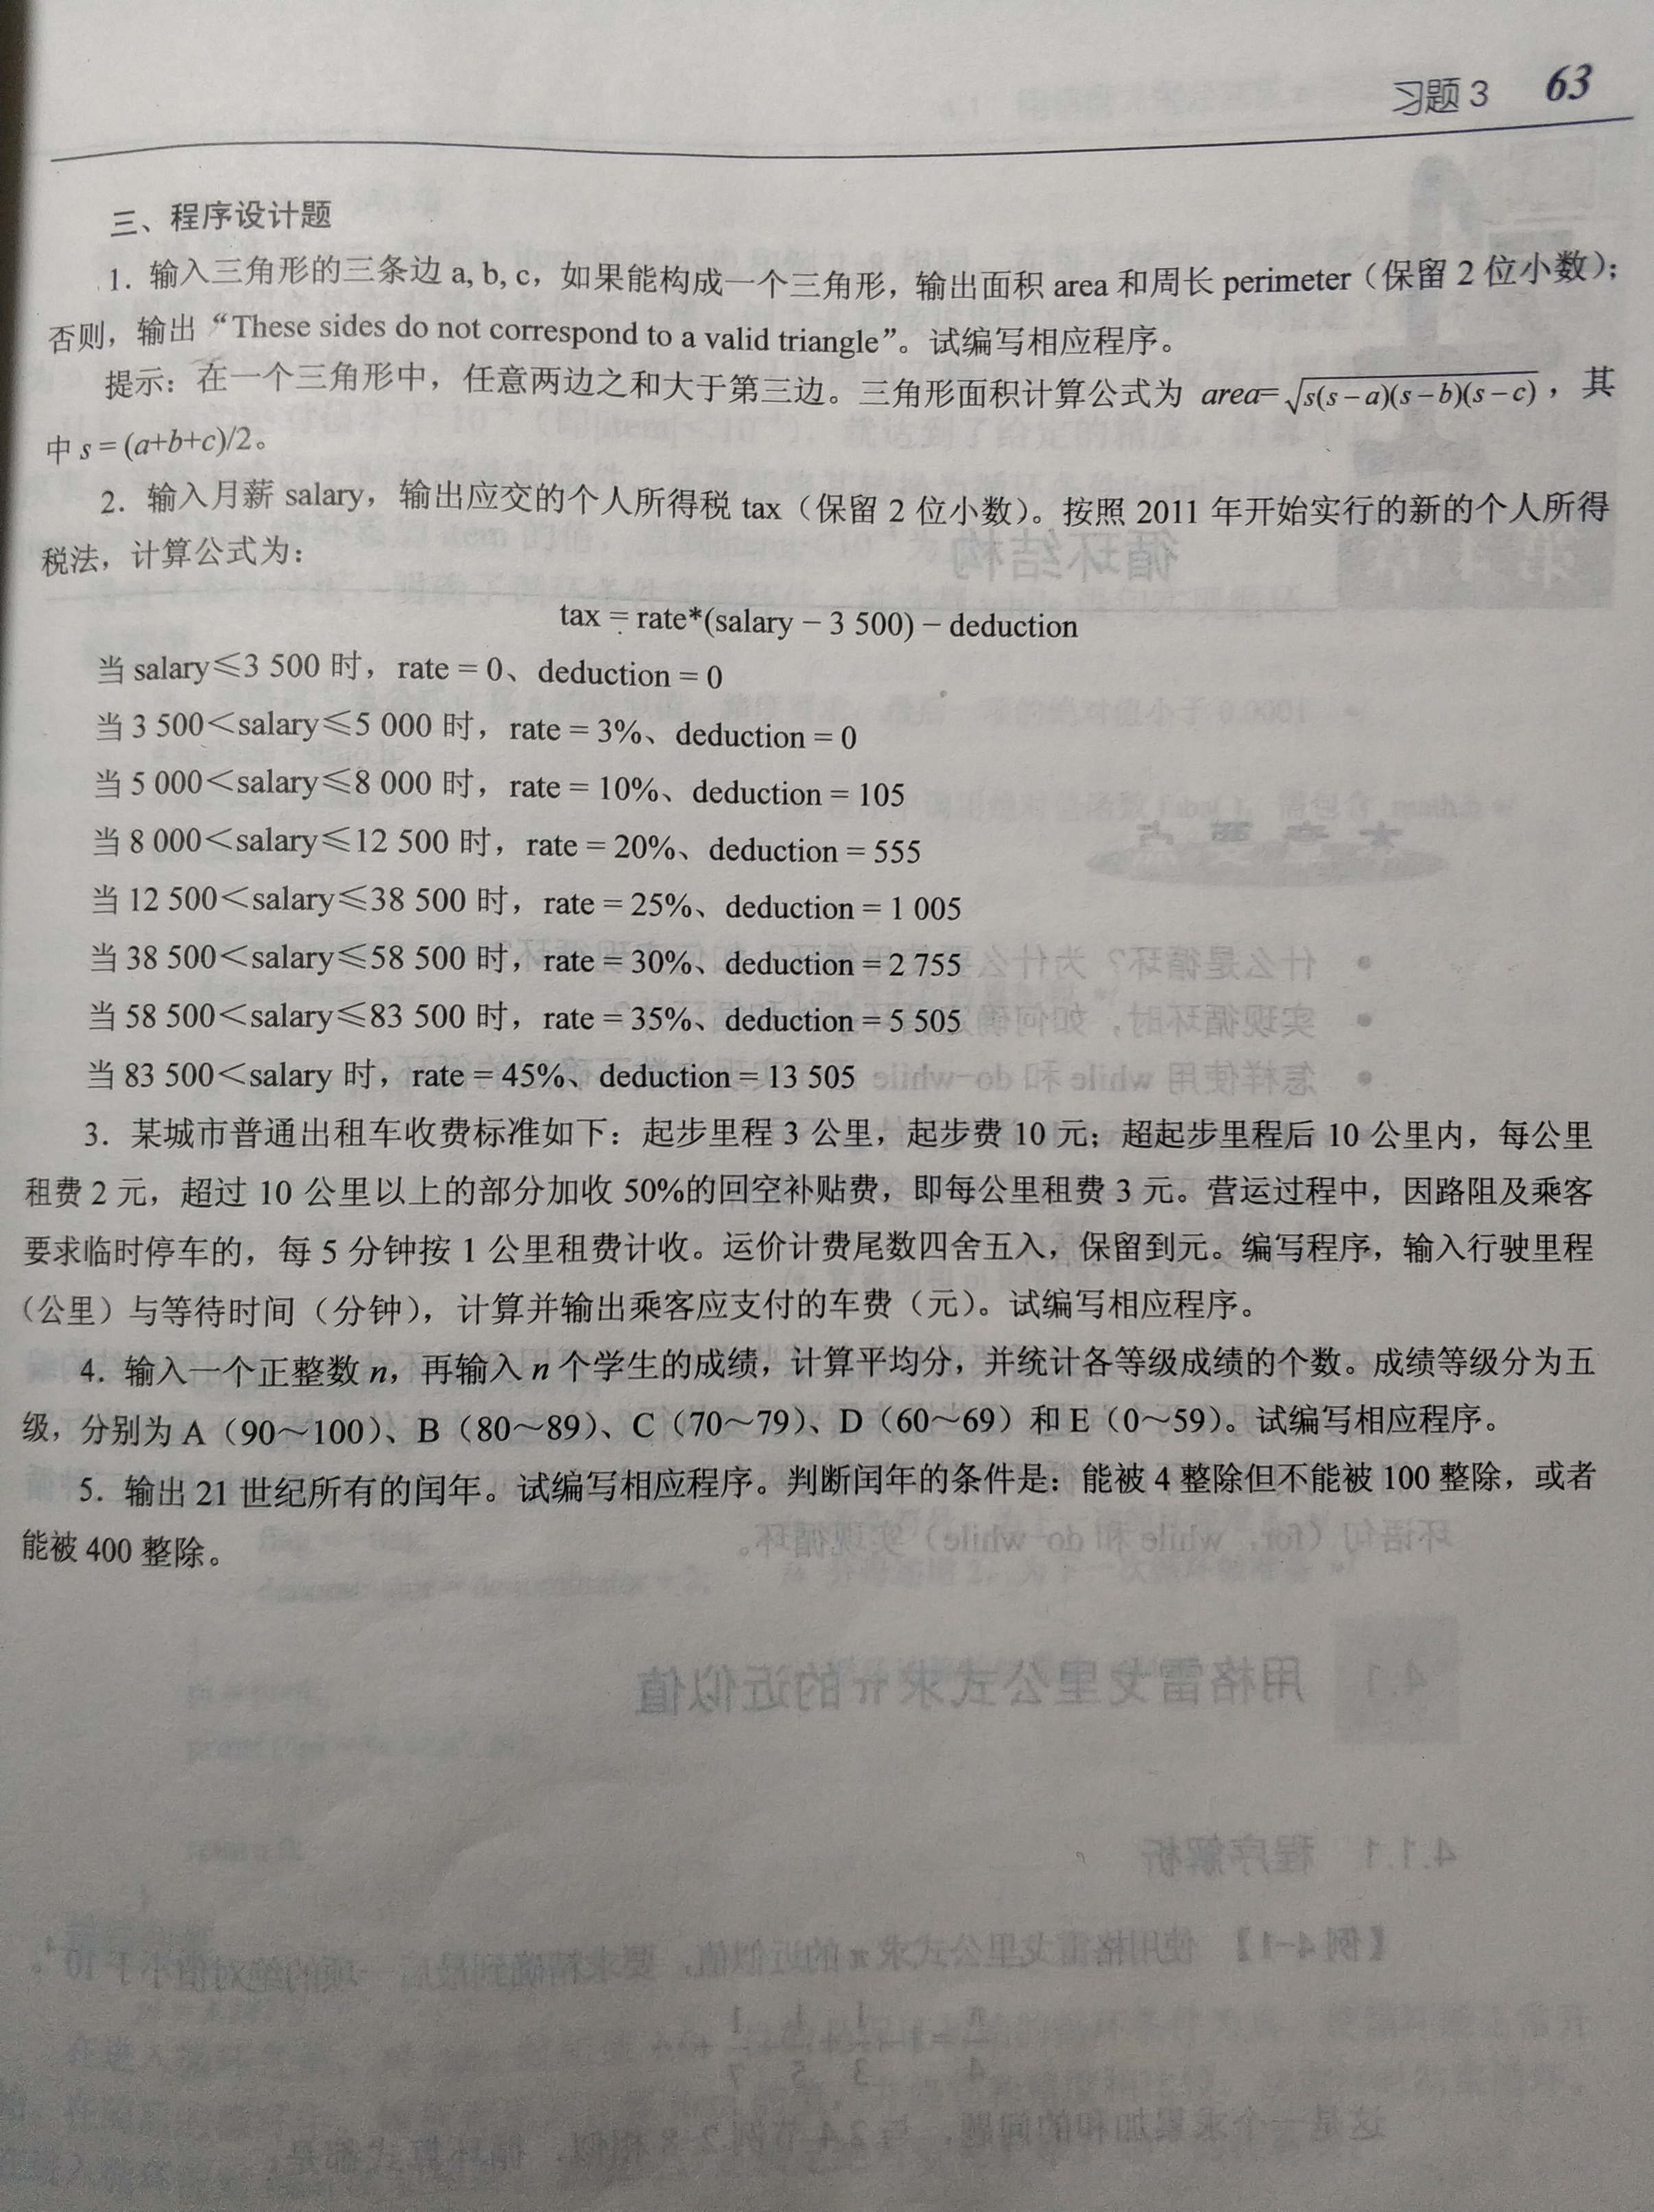 习题 3 63
三、程序设计题
1. 输入三角形的三条边 a, b, c，如果能构成一个三角形，输出面积 area 和周长 perimeter（保留 2 位小数）；
否则，输出“These sides do not correspond to a valid triangle”。试编写相应程序。
提示：在一个三角形中，任意两边之和大于第三边。三角形面积计算公式为 area=√s(s−a)(s−b)(s−c)，其
中 s = (a+b+c)/2。
2. 输入月薪 salary，输出应交的个人所得税 tax（保留 2 位小数）。按照 2011 年开始实行的新的个人所得
税法，计算公式为：
tax = rate*(salary − 3 500) − deduction
当 salary≤3 500 时，rate = 0、deduction = 0
当 3 500＜salary≤5 000 时，rate = 3%、deduction = 0
当 5 000＜salary≤8 000 时，rate = 10%、deduction = 105
当 8 000＜salary≤12 500 时，rate = 20%、deduction = 555
当 12 500＜salary≤38 500 时，rate = 25%、deduction = 1 005
当 38 500＜salary≤58 500 时，rate = 30%、deduction = 2 755
当 58 500＜salary≤83 500 时，rate = 35%、deduction = 5 505
当 83 500＜salary 时，rate = 45%、deduction = 13 505
3. 某城市普通出租车收费标准如下：起步里程 3 公里，起步费 10 元；超起步里程后 10 公里内，每公里
租费 2 元，超过 10 公里以上的部分加收 50%的回空补贴费，即每公里租费 3 元。营运过程中，因路阻及乘客
要求临时停车的，每 5 分钟按 1 公里租费计收。运价计费尾数四舍五入，保留到元。编写程序，输入行驶里程
（公里）与等待时间（分钟），计算并输出乘客应支付的车费（元）。试编写相应程序。
4. 输入一个正整数 n，再输入 n 个学生的成绩，计算平均分，并统计各等级成绩的个数。成绩等级分为五
级，分别为 A（90～100）、B（80～89）、C（70～79）、D（60～69）和 E（0～59）。试编写相应程序。
5. 输出 21 世纪所有的闰年。试编写相应程序。判断闰年的条件是：能被 4 整除但不能被 100 整除，或者
能被 400 整除。